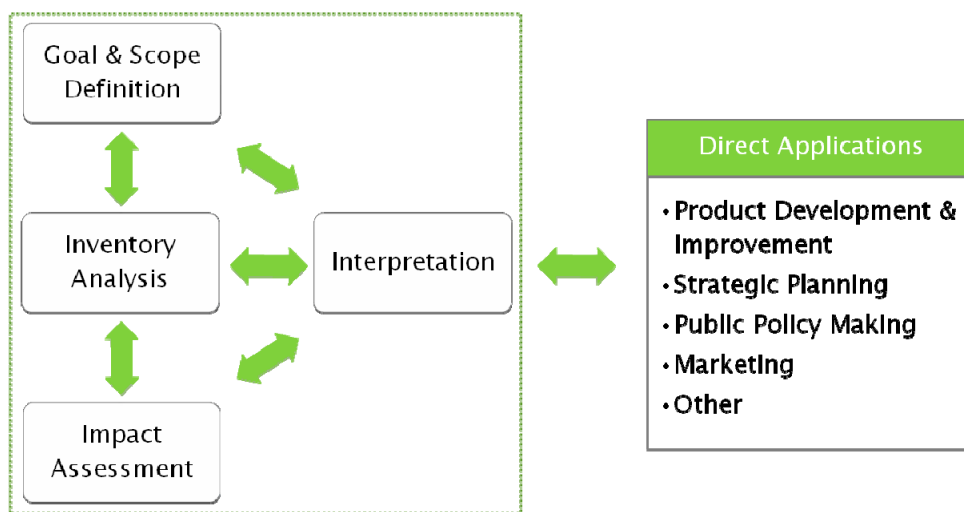 Goal & Scope
Definition
Inventory
Analysis
Impact
Assessment
Interpretation
Direct Applications
• Product Development &
Improvement
• Strategic Planning
• Public Policy Making
• Marketing
• Other